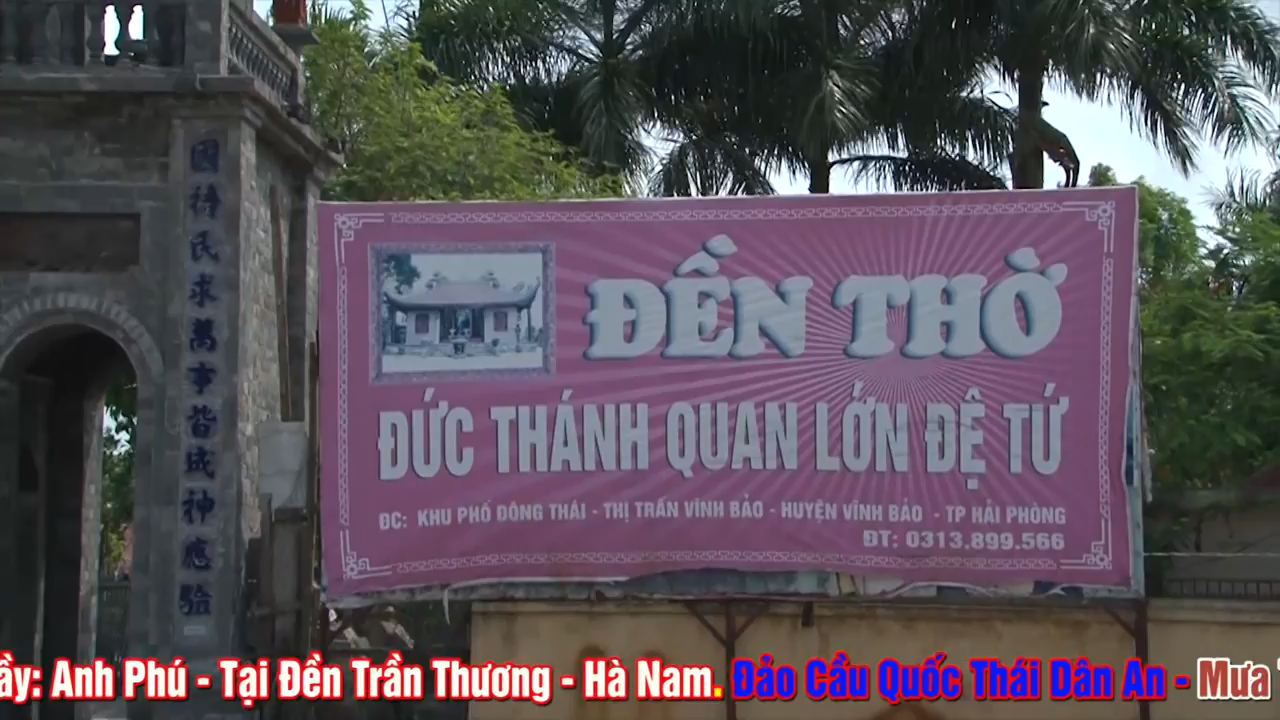 國待民求萬事皆成神應驗
ĐỀN THỜ
ĐỨC THÁNH QUAN LỚN ĐỆ TỨ
ĐC: KHU PHỐ ĐÔNG THÁI - THỊ TRẤN VĨNH BẢO - HUYỆN VĨNH BẢO - TP HẢI PHÒNG
ĐT: 0313.899.566
ầy: Anh Phú - Tại Đền Trần Thương - Hà Nam. Đảo Cầu Quốc Thái Dân An - Mưa